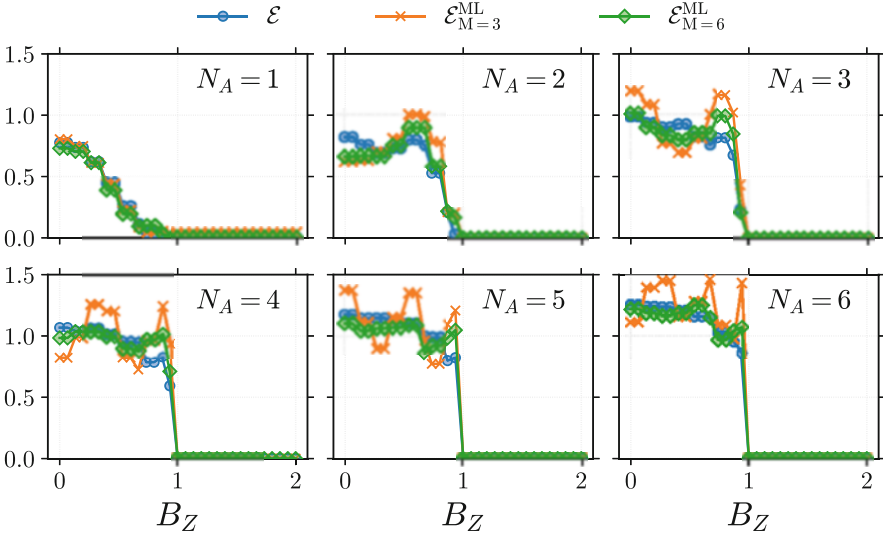 ℰ ℰ^ML_M=3 ℰ^ML_M=6
1.5 N_A = 1 N_A = 2 N_A = 3
1.0
0.5
0.0
1.5 N_A = 4 N_A = 5 N_A = 6
1.0
0.5
0.0
0 1 2 0 1 2 0 1 2
B_Z B_Z B_Z